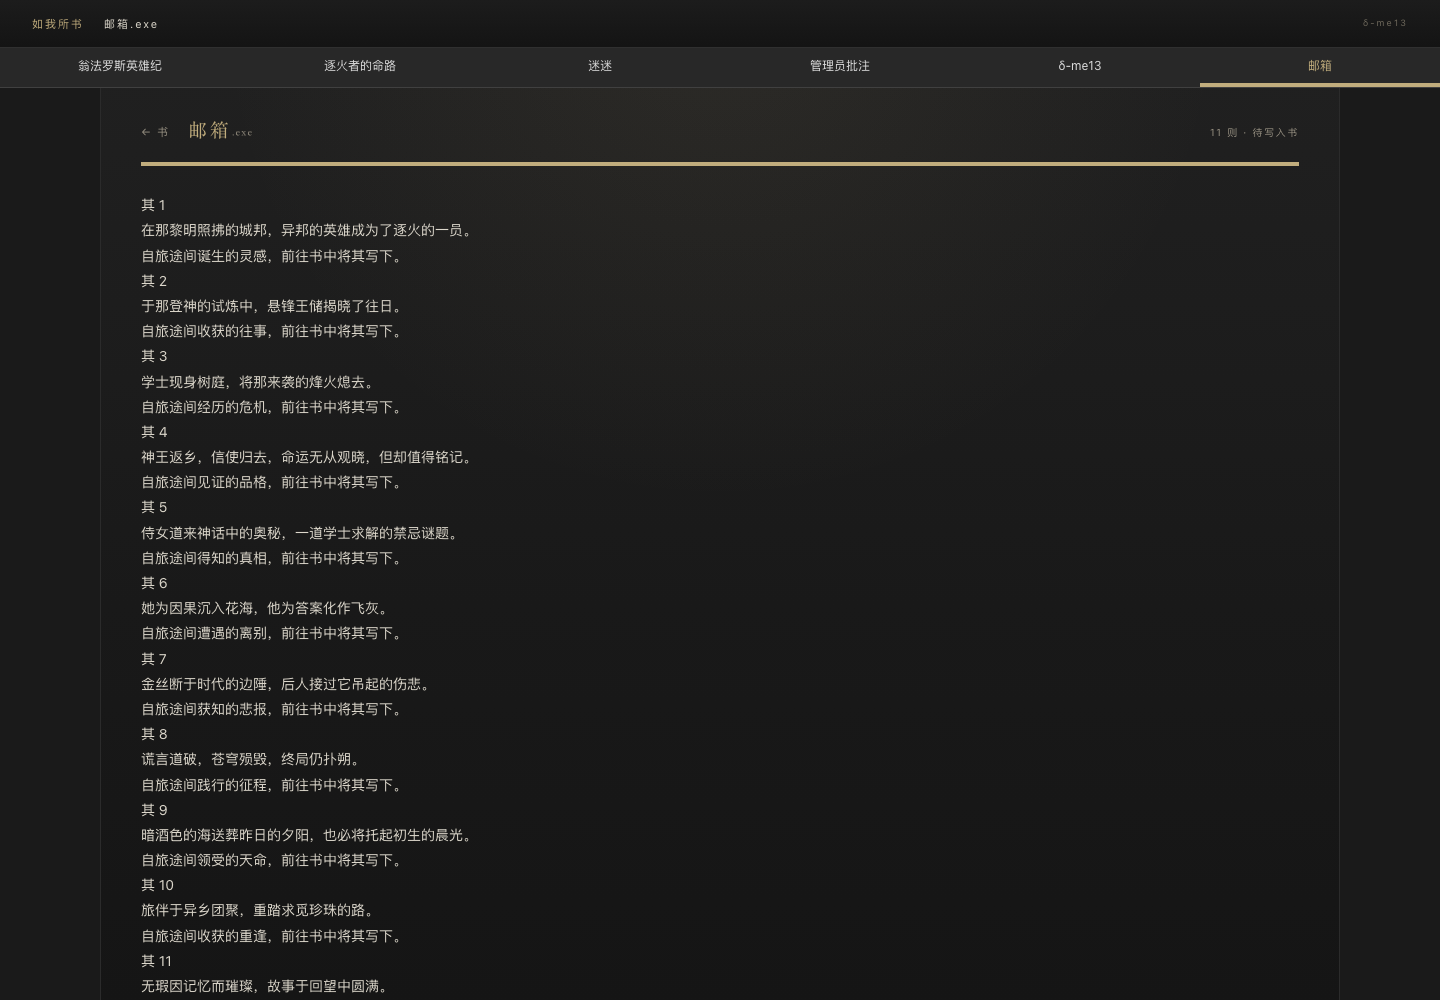 如我所书 邮箱.exe δ-me13
翁法罗斯英雄纪 逐火者的命路 迷迷 管理员批注 δ-me13 邮箱
← 书 邮箱.exe 11 则 · 待写入书
其 1
在那黎明照拂的城邦，异邦的英雄成为了逐火的一员。
自旅途间诞生的灵感，前往书中将其写下。
其 2
于那登神的试炼中，悬锋王储揭晓了往日。
自旅途间收获的往事，前往书中将其写下。
其 3
学士现身树庭，将那来袭的烽火熄去。
自旅途间经历的危机，前往书中将其写下。
其 4
神王返乡，信使归去，命运无从观晓，但却值得铭记。
自旅途间见证的品格，前往书中将其写下。
其 5
侍女道来神话中的奥秘，一道学士求解的禁忌谜题。
自旅途间得知的真相，前往书中将其写下。
其 6
她为因果沉入花海，他为答案化作飞灰。
自旅途间遭遇的离别，前往书中将其写下。
其 7
金丝断于时代的边陲，后人接过它吊起的伤悲。
自旅途间获知的悲报，前往书中将其写下。
其 8
谎言道破，苍穹殒毁，终局仍扑朔。
自旅途间践行的征程，前往书中将其写下。
其 9
暗酒色的海送葬昨日的夕阳，也必将托起初生的晨光。
自旅途间领受的天命，前往书中将其写下。
其 10
旅伴于异乡团聚，重踏求觅珍珠的路。
自旅途间收获的重逢，前往书中将其写下。
其 11
无瑕因记忆而璀璨，故事于回望中圆满。